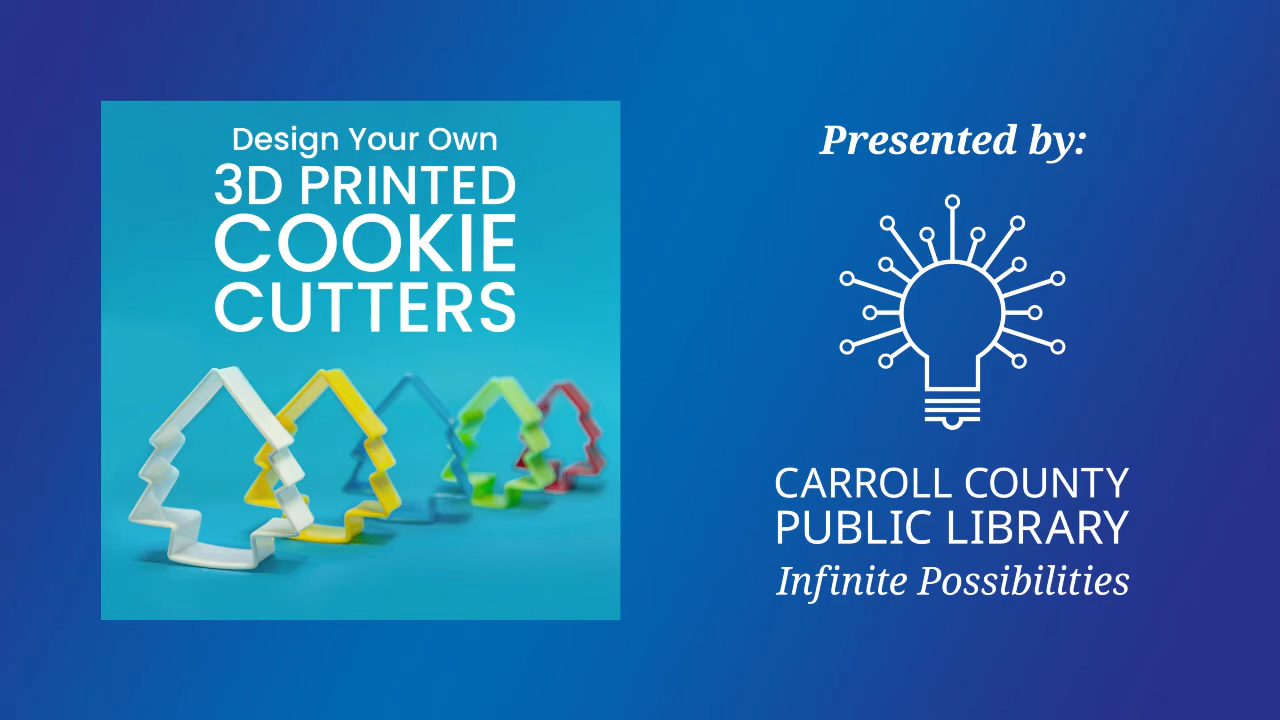 Design Your Own
3D PRINTED
COOKIE
CUTTERS
Presented by:
CARROLL COUNTY
PUBLIC LIBRARY
Infinite Possibilities